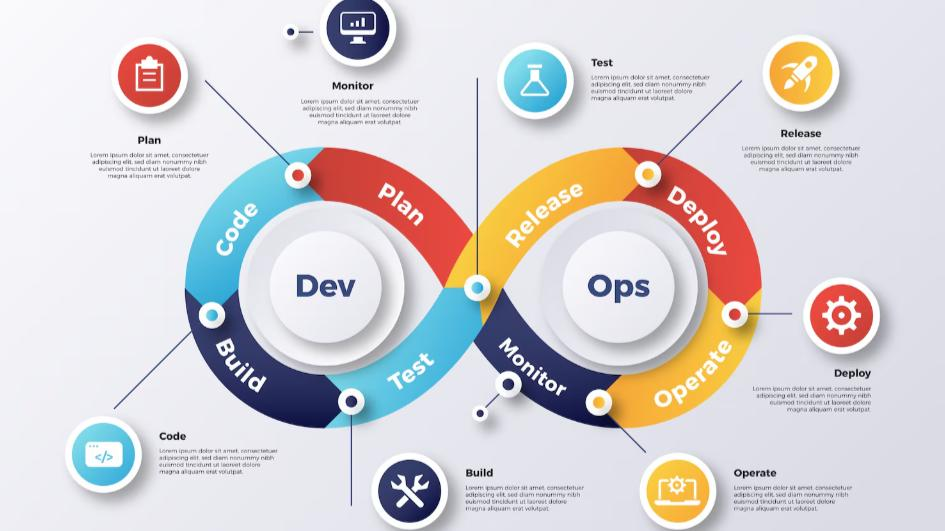 Monitor
Lorem ipsum dolor sit amet, consectetuer
adipiscing elit, sed diam nonummy nibh
euismod tincidunt ut laoreet dolore
magna aliquam erat volutpat.
Test
Lorem ipsum dolor sit amet, consectetuer
adipiscing elit, sed diam nonummy nibh
euismod tincidunt ut laoreet dolore
magna aliquam erat volutpat.
Plan
Lorem ipsum dolor sit amet, consectetuer
adipiscing elit, sed diam nonummy nibh
euismod tincidunt ut laoreet dolore
magna aliquam erat volutpat.
Release
Lorem ipsum dolor sit amet, consectetuer
adipiscing elit, sed diam nonummy nibh
euismod tincidunt ut laoreet dolore
magna aliquam erat volutpat.
Code
Plan
Release
Deploy
Dev
Ops
Build
Test
Monitor
Operate
Deploy
Lorem ipsum dolor sit amet, consectetuer
adipiscing elit, sed diam nonummy nibh
euismod tincidunt ut laoreet dolore
magna aliquam erat volutpat.
</>
Code
Lorem ipsum dolor sit amet, consectetuer
adipiscing elit, sed diam nonummy nibh
euismod tincidunt ut laoreet dolore
magna aliquam erat volutpat.
Build
Lorem ipsum dolor sit amet, consectetuer
adipiscing elit, sed diam nonummy nibh
euismod tincidunt ut laoreet dolore
magna aliquam erat volutpat.
Operate
Lorem ipsum dolor sit amet, consectetuer
adipiscing elit, sed diam nonummy nibh
euismod tincidunt ut laoreet dolore
magna aliquam erat volutpat.